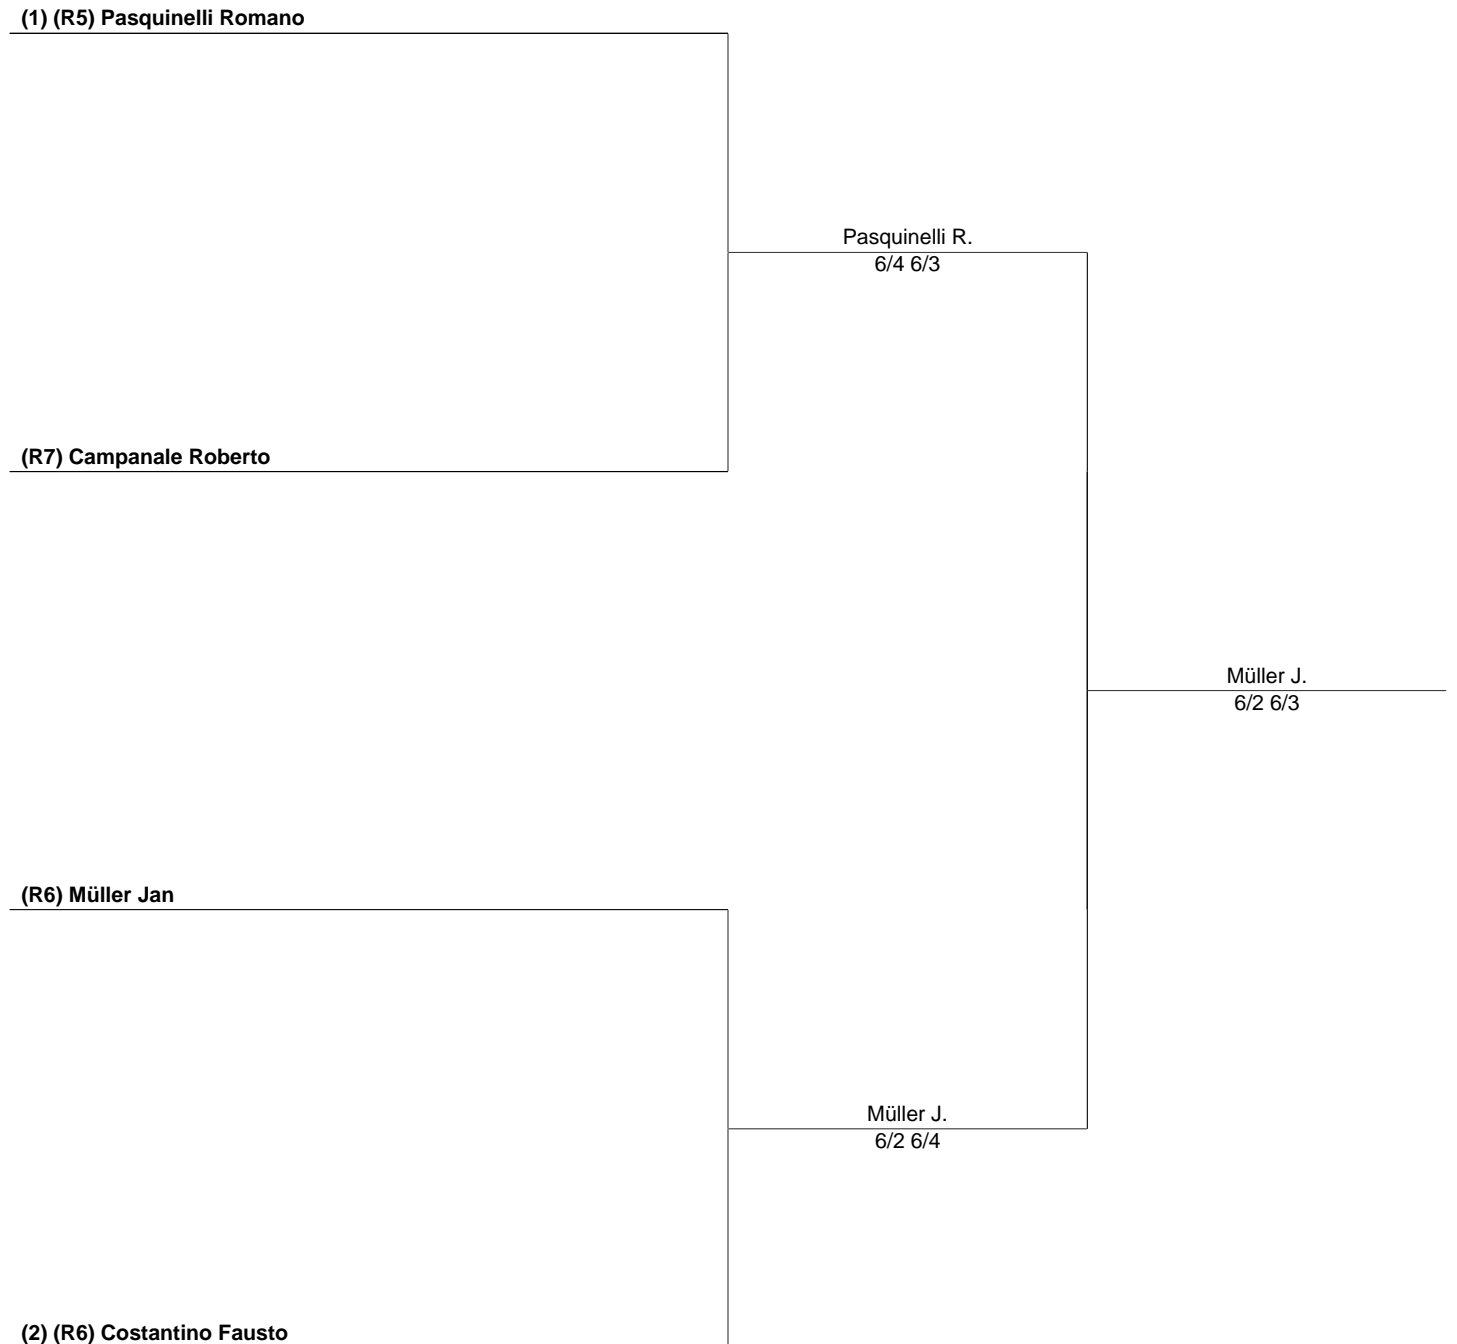 (1) (R5) Pasquinelli Romano
Pasquinelli R.
6/4 6/3
(R7) Campanale Roberto
Müller J.
6/2 6/3
(R6) Müller Jan
Müller J.
6/2 6/4
(2) (R6) Costantino Fausto